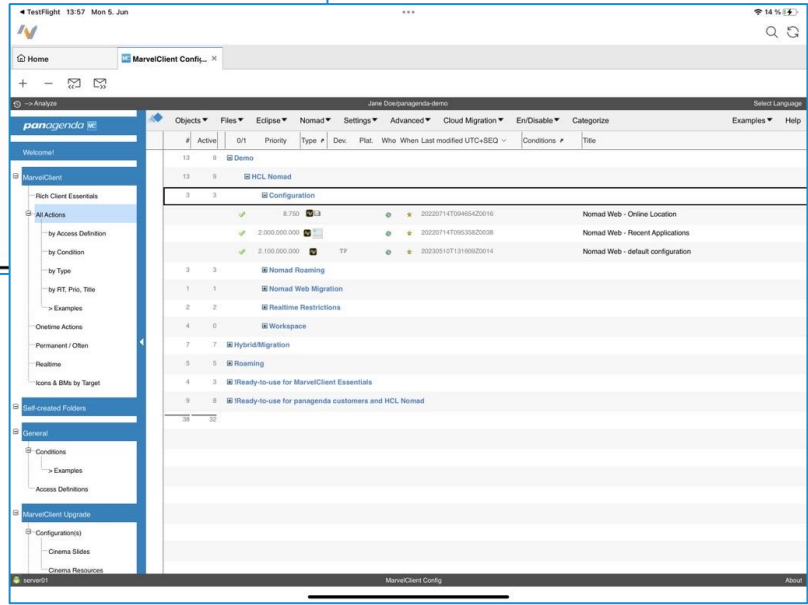 ◀ TestFlight 13:57 Mon 5. Jun ••• 14 %
Home MarvelClient Config... ×
--> Analyze Jane Doe/panagenda-demo Select Language
panagenda MC
Objects▼ Files▼ Eclipse▼ Nomad▼ Settings▼ Advanced▼ Cloud Migration▼ En/Disable▼ Categorize Examples▼ Help
# Active 0/1 Priority Type Dev. Plat. Who When Last modified UTC+SEQ Conditions Title
Welcome!
MarvelClient
Rich Client Essentials
All Actions
by Access Definition
by Condition
by Type
by RT, Prio, Title
> Examples
Onetime Actions
Permanent / Often
Realtime
Icons & BMs by Target
Self-created Folders
General
Conditions
> Examples
Access Definitions
MarvelClient Upgrade
Configuration(s)
Cinema Slides
Cinema Resources
13 Demo
13 9 HCL Nomad
3 3 Configuration
8.750 20220714T094654Z0016 Nomad Web - Online Location
2.000.000.000 20220714T095358Z0038 Nomad Web - Recent Applications
2.100.000.000 TF 20230510T131609Z0014 Nomad Web - default configuration
3 3 Nomad Roaming
1 1 Nomad Web Migration
2 2 Realtime Restrictions
4 0 Workspace
7 7 Hybrid/Migration
5 5 Roaming
4 3 !Ready-to-use for MarvelClient Essentials
9 8 !Ready-to-use for panagenda customers and HCL Nomad
38 32
server01 MarvelClient Config About